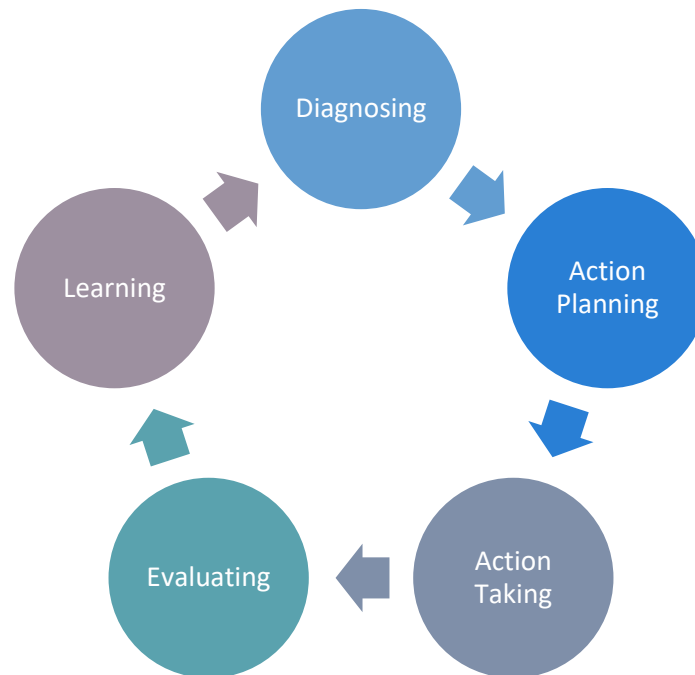 Diagnosing
Action
Planning
Action
Taking
Evaluating
Learning